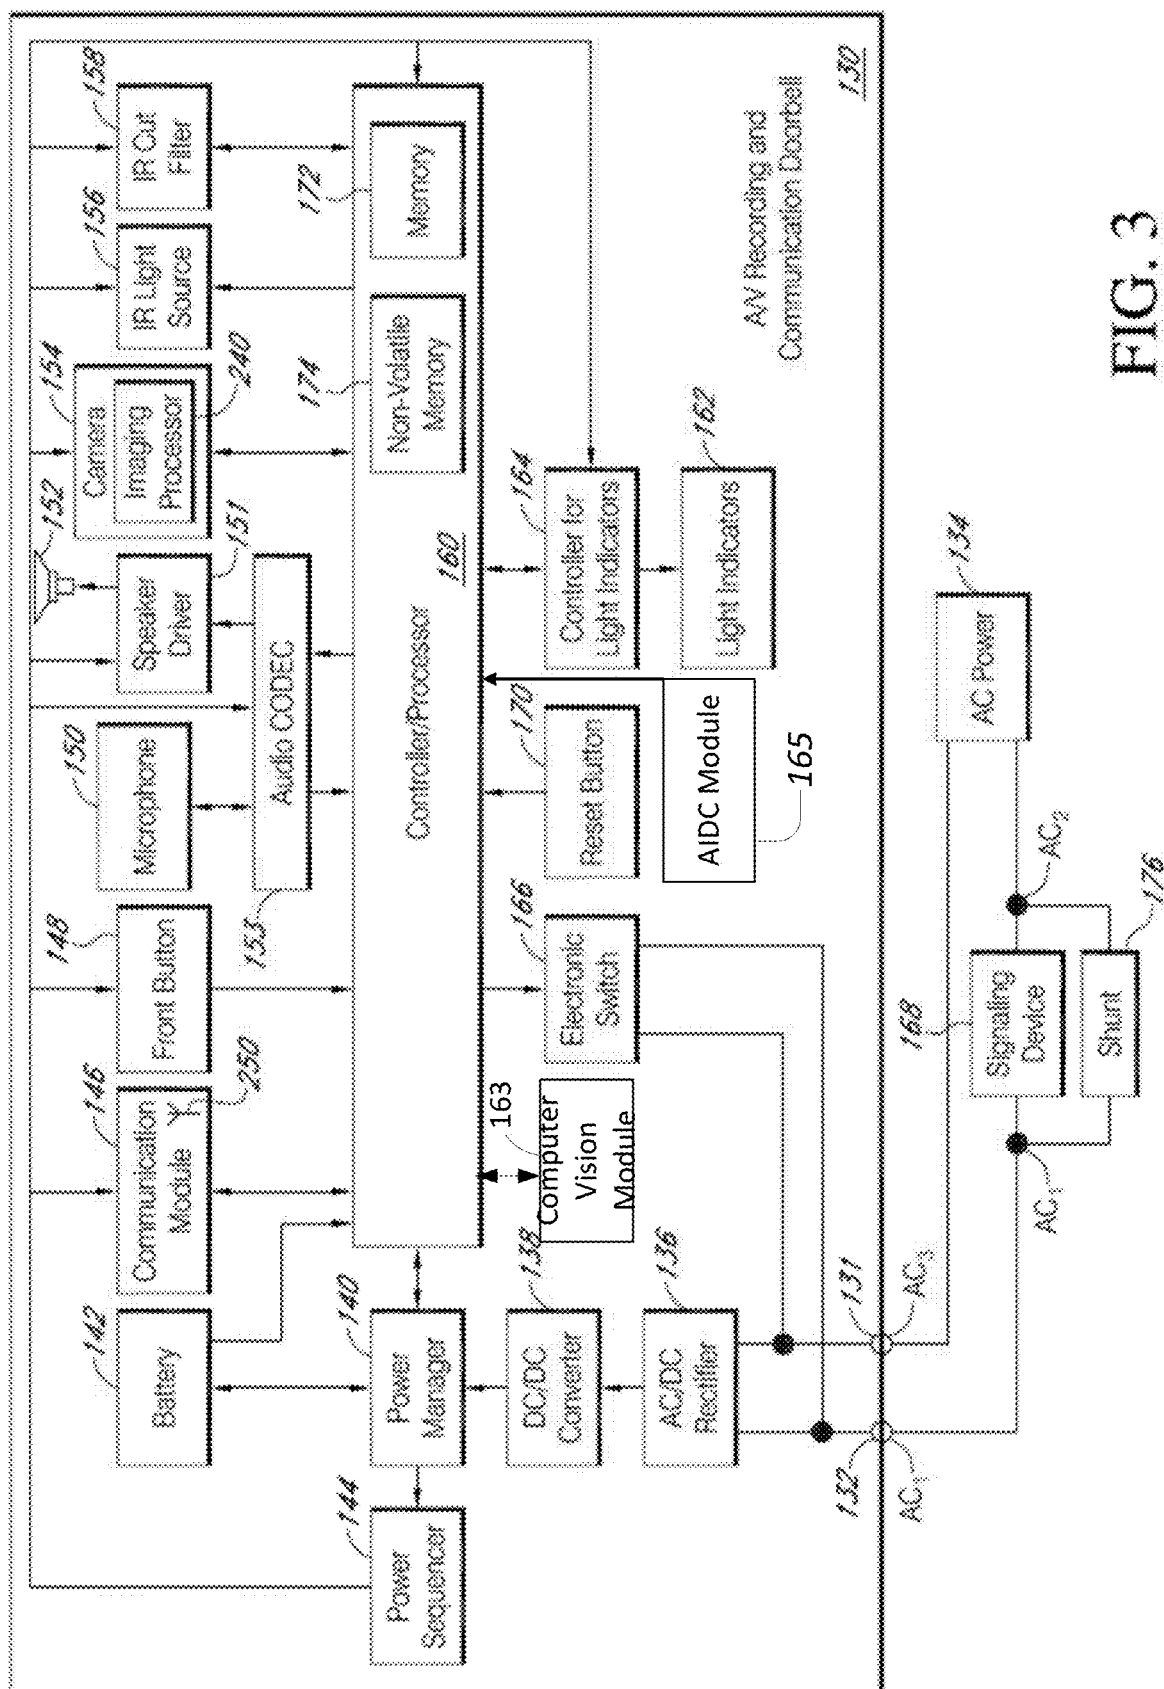 144
Power
Sequencer
142
Battery
146
Communication
Module
250
148
Front Button
150
Microphone
153
Audio CODEC
152
151
Speaker
Driver
154
Camera
Imaging
Processor
240
156
IR Light
Source
158
IR Cut
Filter
140
Power
Manager
Controller/Processor
160
174
Non-Volatile
Memory
172
Memory
138
DC/DC
Converter
163
Computer
Vision
Module
166
Electronic
Switch
170
Reset Button
164
Controller for
Light Indicators
136
AC/DC
Rectifier
AIDC Module
165
162
Light Indicators
A/V Recording and
Communication Doorbell
130
132
AC1
131
AC3
134
AC Power
168
Signaling
Device
AC1
AC2
Shunt
176
FIG. 3